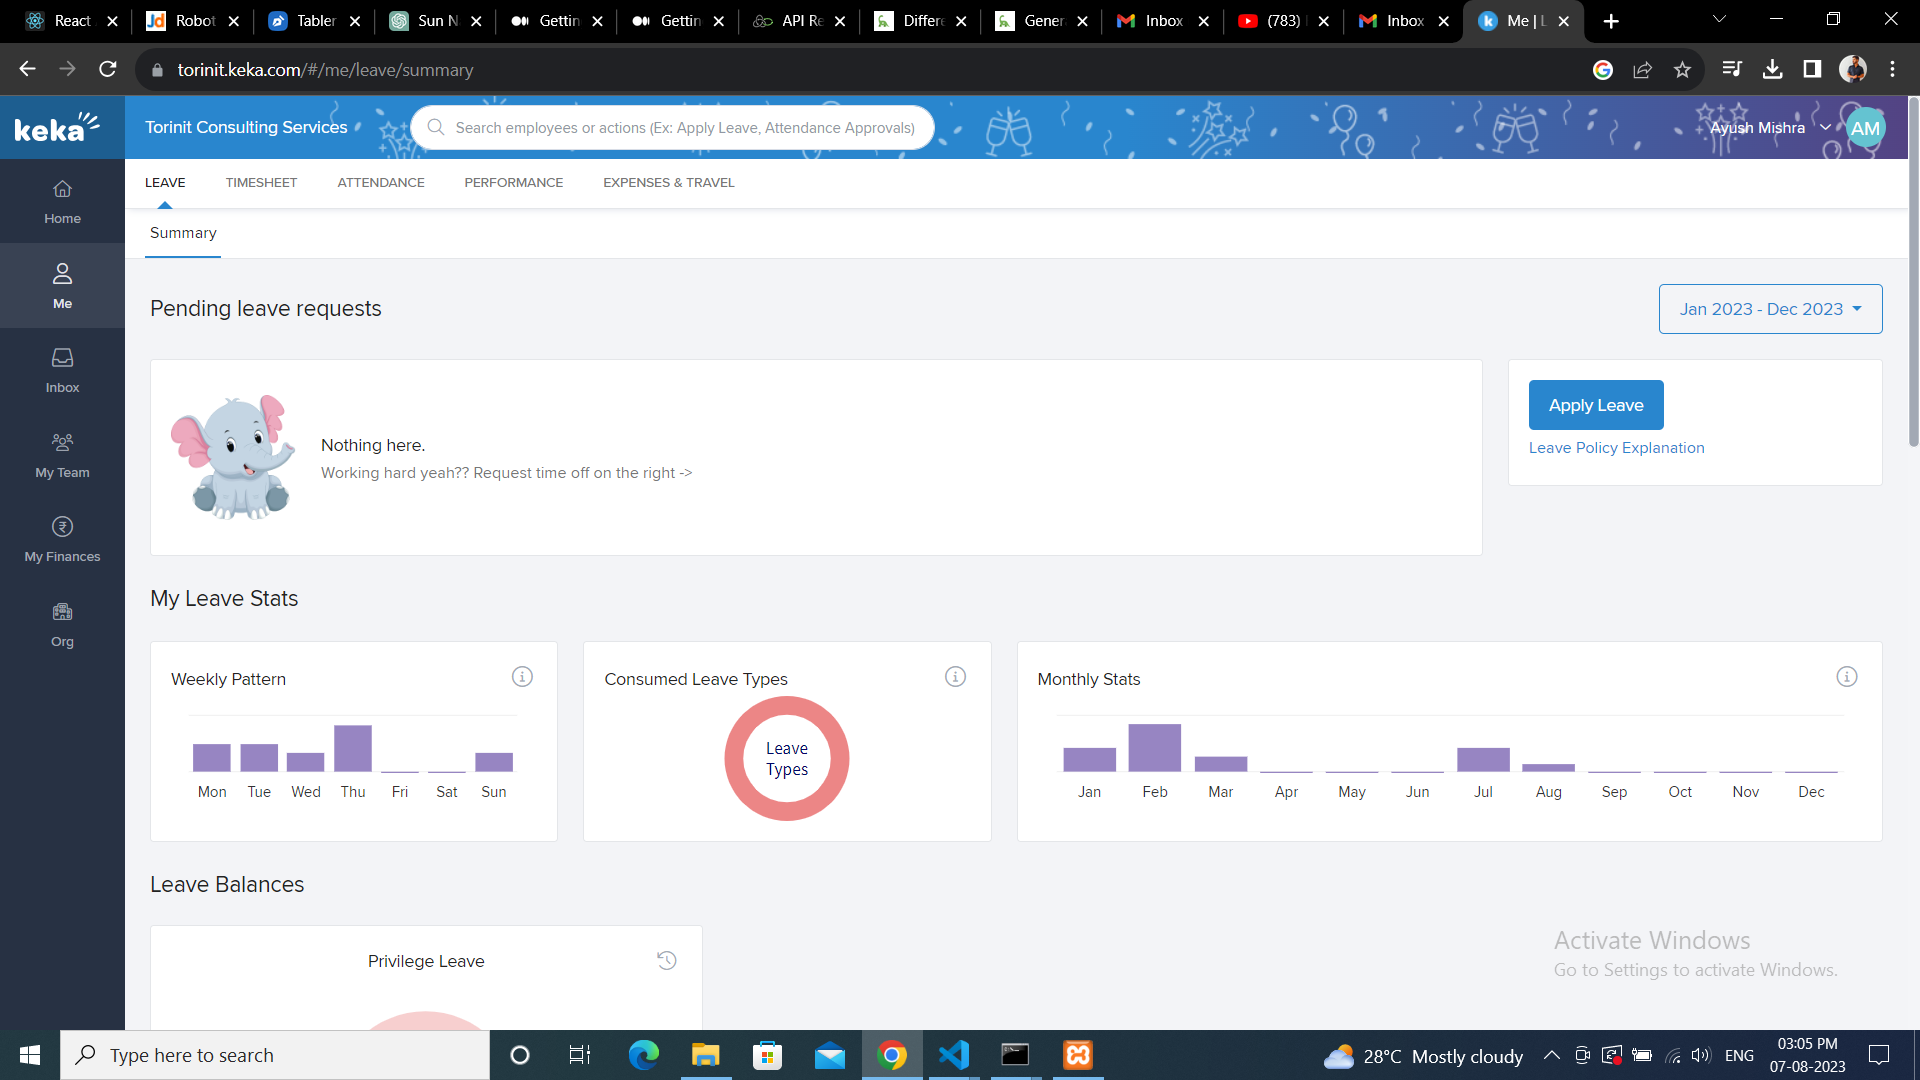 React
Robot
Tabler
Sun N
Gettin
Gettin
API Re
Differe
Genera
Inbox
(783)
Inbox
Me | L
torinit.keka.com/#/me/leave/summary
keka
Torinit Consulting Services
Search employees or actions (Ex: Apply Leave, Attendance Approvals)
Ayush Mishra
AM
LEAVE
TIMESHEET
ATTENDANCE
PERFORMANCE
EXPENSES & TRAVEL
Home
Me
Inbox
My Team
My Finances
Org
Summary
Pending leave requests
Jan 2023 - Dec 2023
Nothing here.
Working hard yeah?? Request time off on the right ->
Apply Leave
Leave Policy Explanation
My Leave Stats
Weekly Pattern
Mon Tue Wed Thu Fri Sat Sun
Consumed Leave Types
Leave
Types
Monthly Stats
Jan Feb Mar Apr May Jun Jul Aug Sep Oct Nov Dec
Leave Balances
Privilege Leave
Activate Windows
Go to Settings to activate Windows.
Type here to search
28°C Mostly cloudy
ENG
03:05 PM
07-08-2023